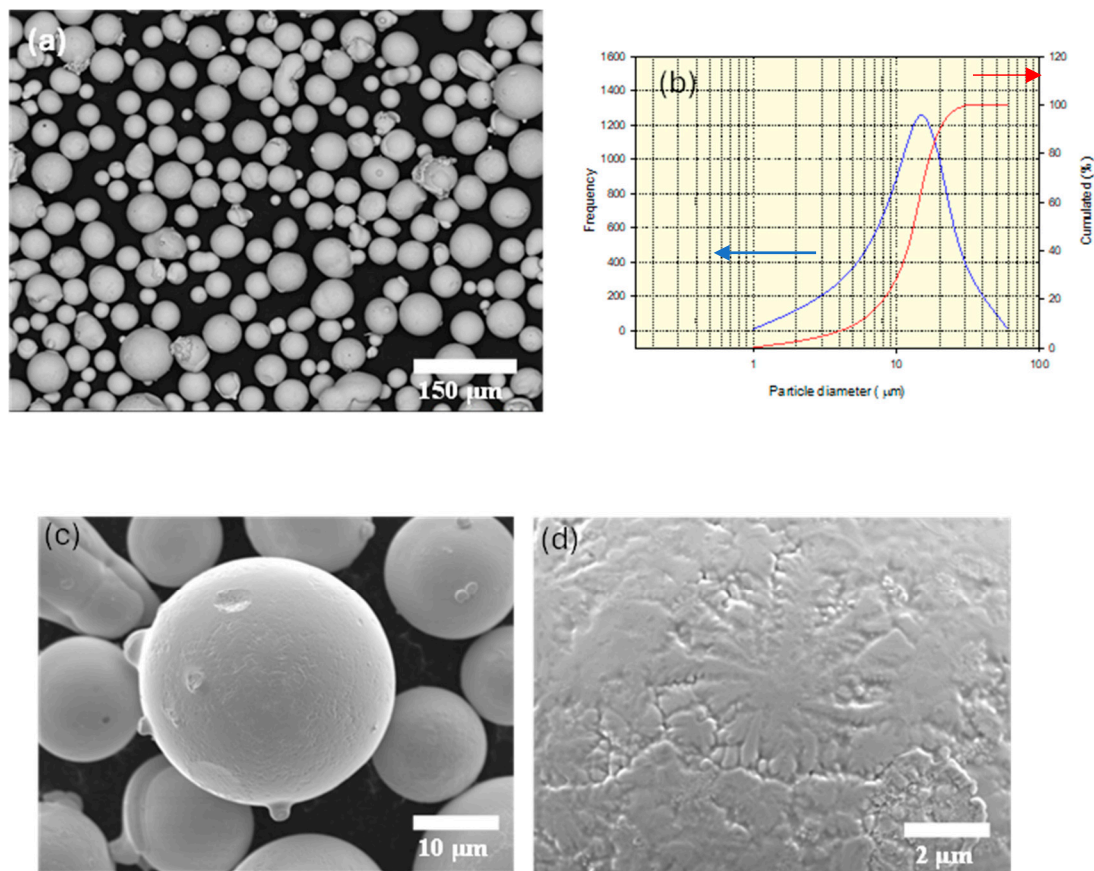 (a)
150 μm
(b)
1600
1400
1200
1000
800
600
400
200
0
Frequency
120
100
80
60
40
20
0
Cumulated (%)
1
10
100
Particle diameter ( μm)
(c)
10 μm
(d)
2 μm